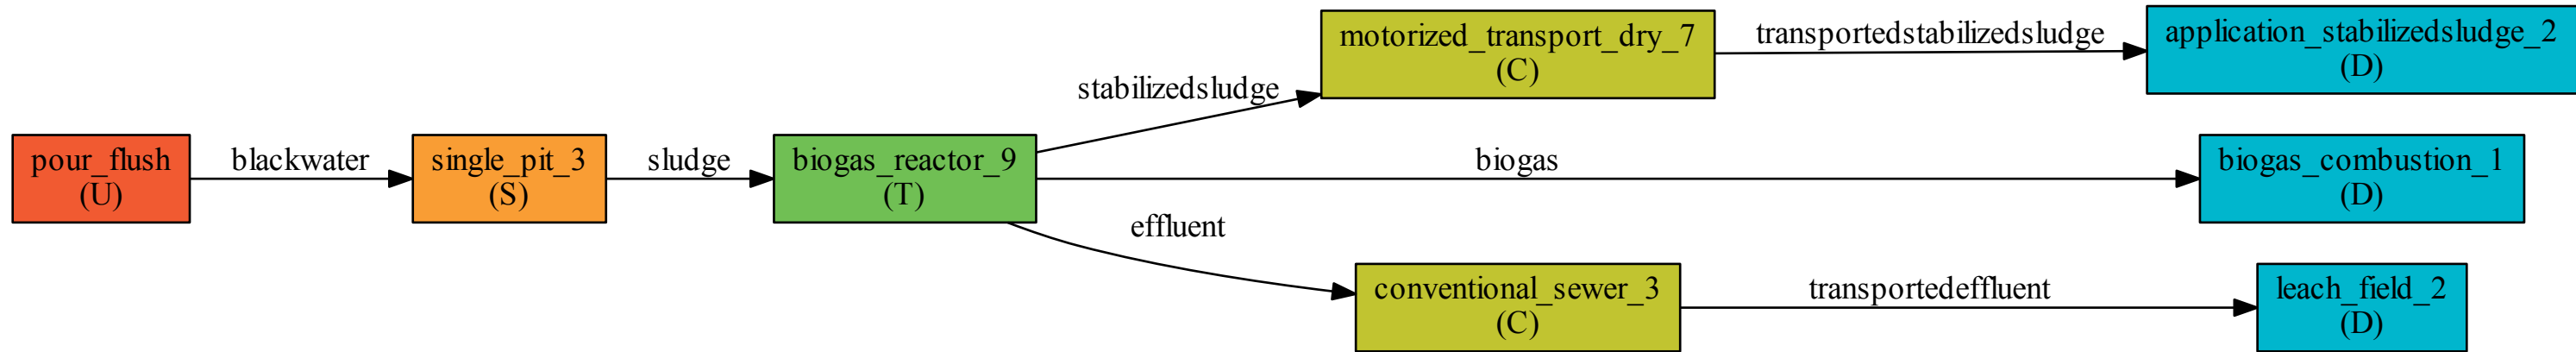 pour_flush
(U)
blackwater
single_pit_3
(S)
sludge
biogas_reactor_9
(T)
stabilizedsludge
motorized_transport_dry_7
(C)
transportedstabilizedsludge
application_stabilizedsludge_2
(D)
biogas
biogas_combustion_1
(D)
effluent
conventional_sewer_3
(C)
transportedeffluent
leach_field_2
(D)